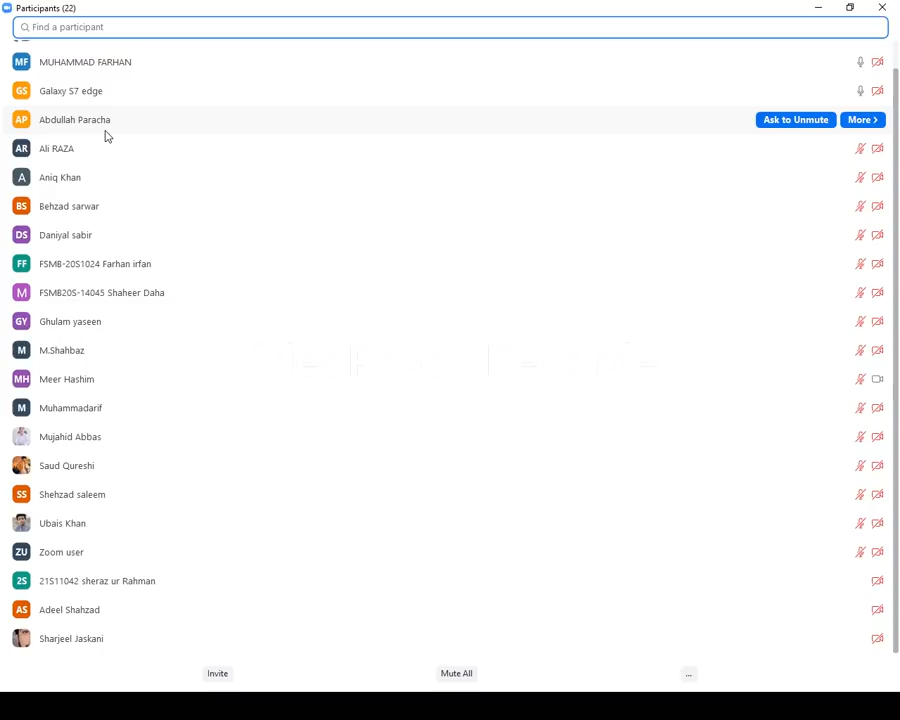 Participants (22)
Find a participant
MF MUHAMMAD FARHAN
GS Galaxy S7 edge
AP Abdullah Paracha Ask to Unmute More
AR Ali RAZA
A Aniq Khan
BS Behzad sarwar
DS Daniyal sabir
FF FSMB-20S1024 Farhan irfan
M FSMB20S-14045 Shaheer Daha
GY Ghulam yaseen
M M.Shahbaz
MH Meer Hashim
M Muhammadarif
Mujahid Abbas
Saud Qureshi
SS Shehzad saleem
Ubais Khan
ZU Zoom user
2S 21S11042 sheraz ur Rahman
AS Adeel Shahzad
Sharjeel Jaskani
Invite Mute All ...